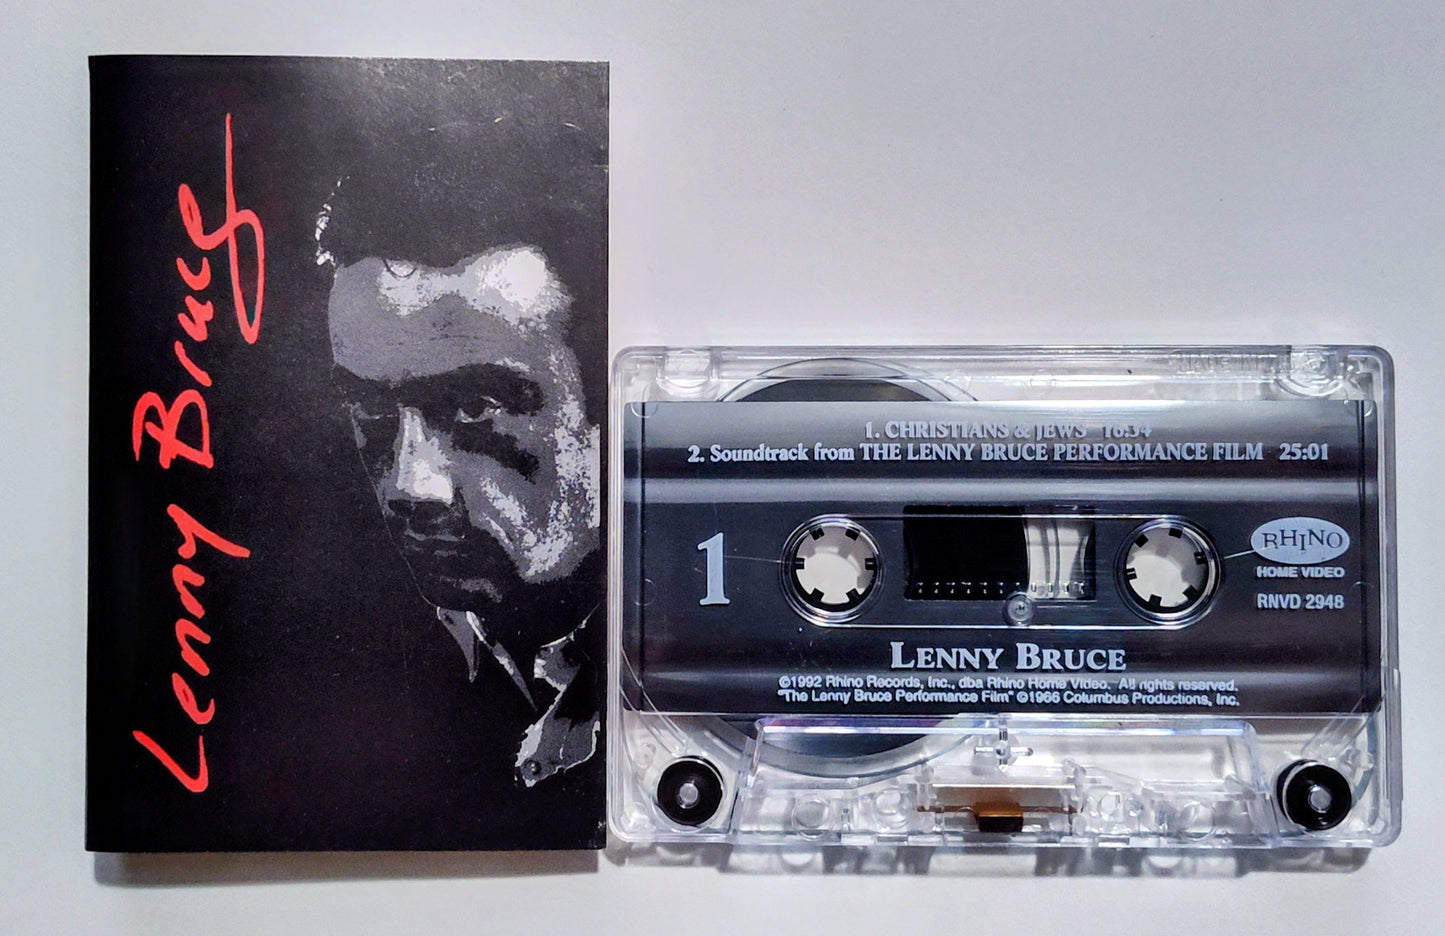 Lenny Bruce
1. CHRISTIANS & JEWS 16:34
2. Soundtrack from THE LENNY BRUCE PERFORMANCE FILM 25:01
1
RHINO
HOME VIDEO
RNVD 2948
LENNY BRUCE
©1992 Rhino Records, Inc., dba Rhino Home Video. All rights reserved.
"The Lenny Bruce Performance Film" ©1966 Columbus Productions, Inc.